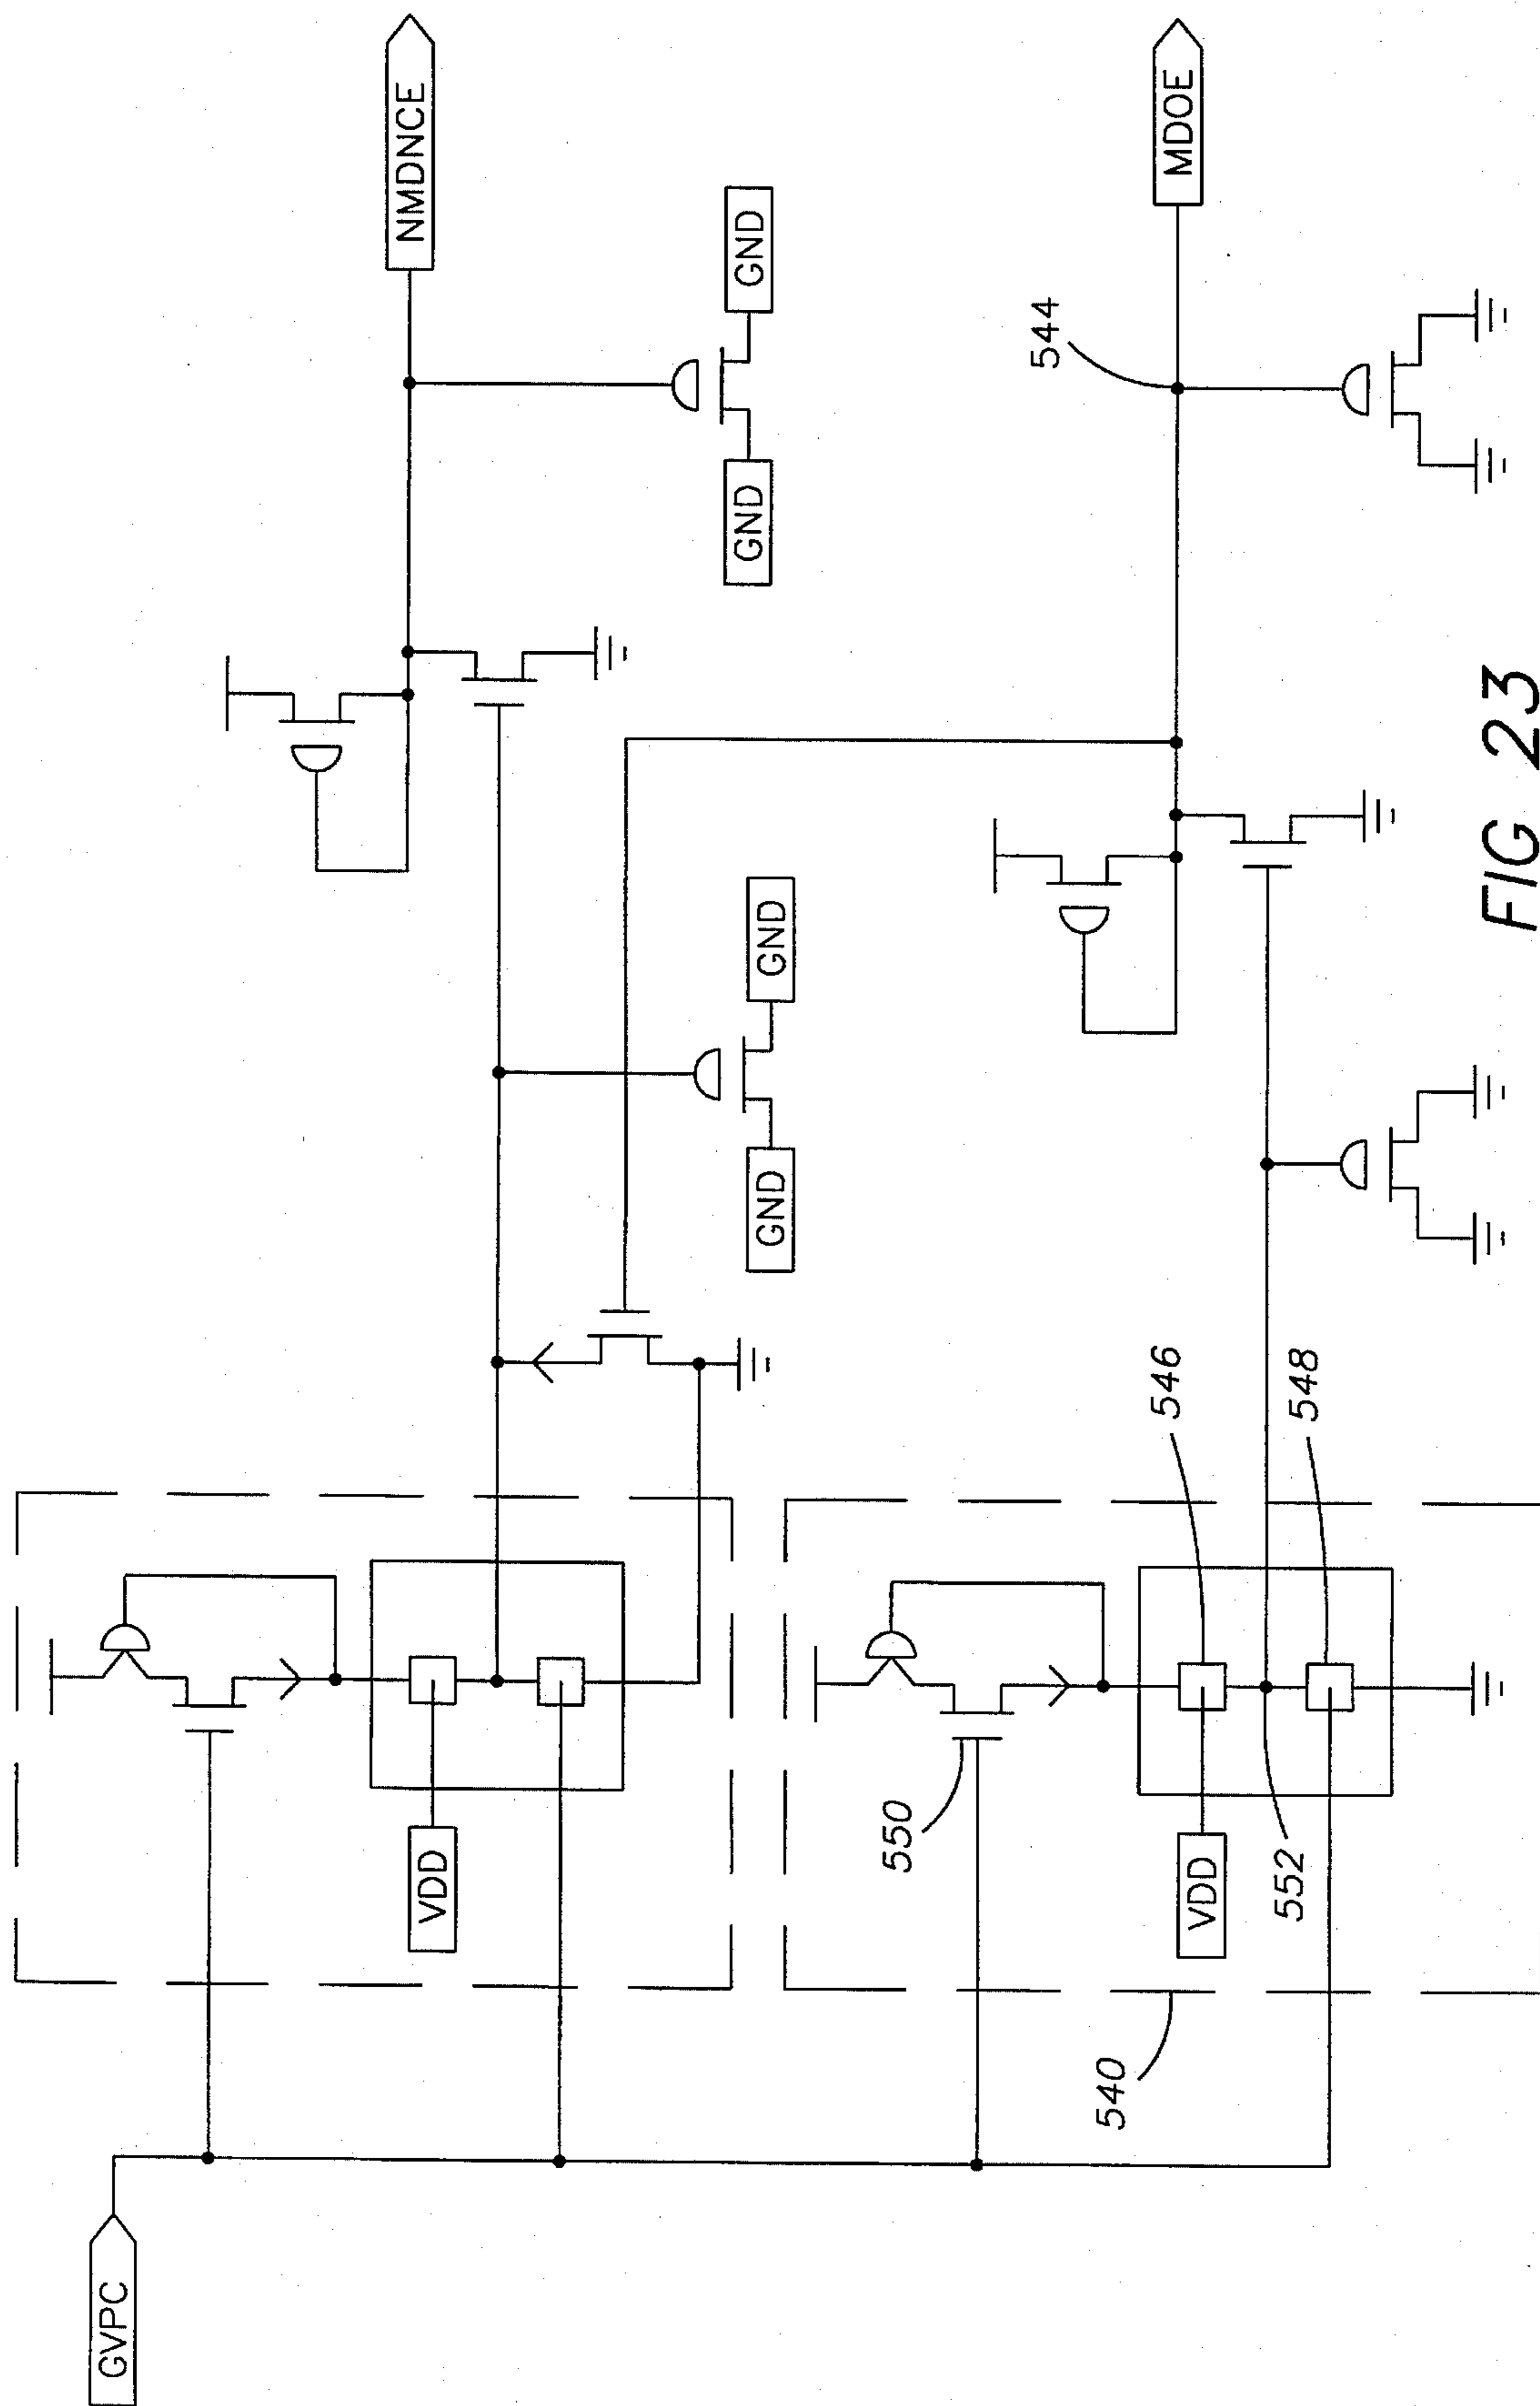 GVPC
VDD
NMDNCE
GND
GND
GND
GND
540
550
VDD
552
546
548
544
MDOE
FIG 23